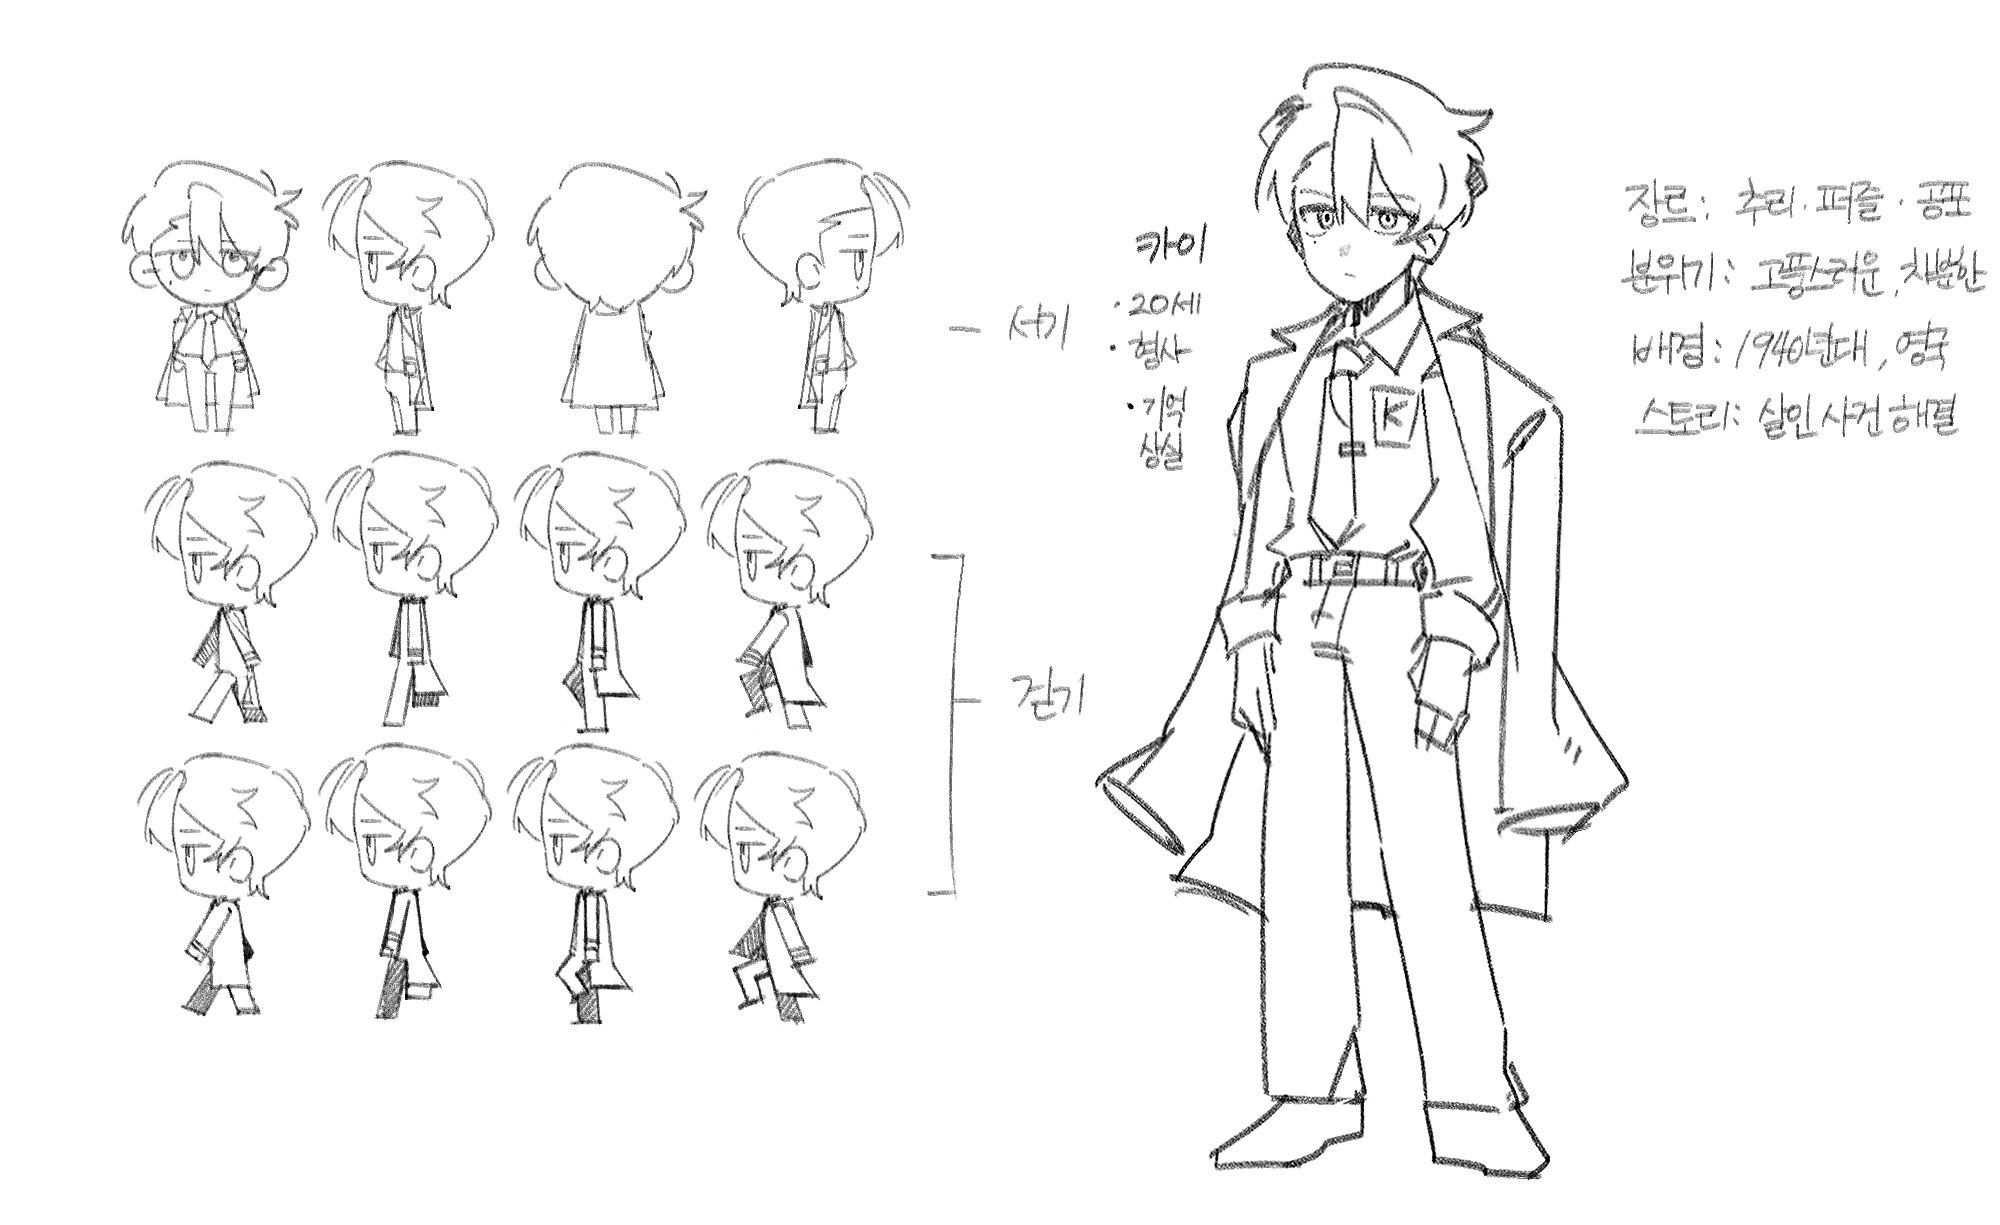 서기
걷기
카이
· 20세
· 형사
· 기억
상실
K
장르: 추리·퍼즐·공포
분위기: 고풍스러운, 차분한
배경: 1940년대, 영국
스토리: 살인 사건 해결